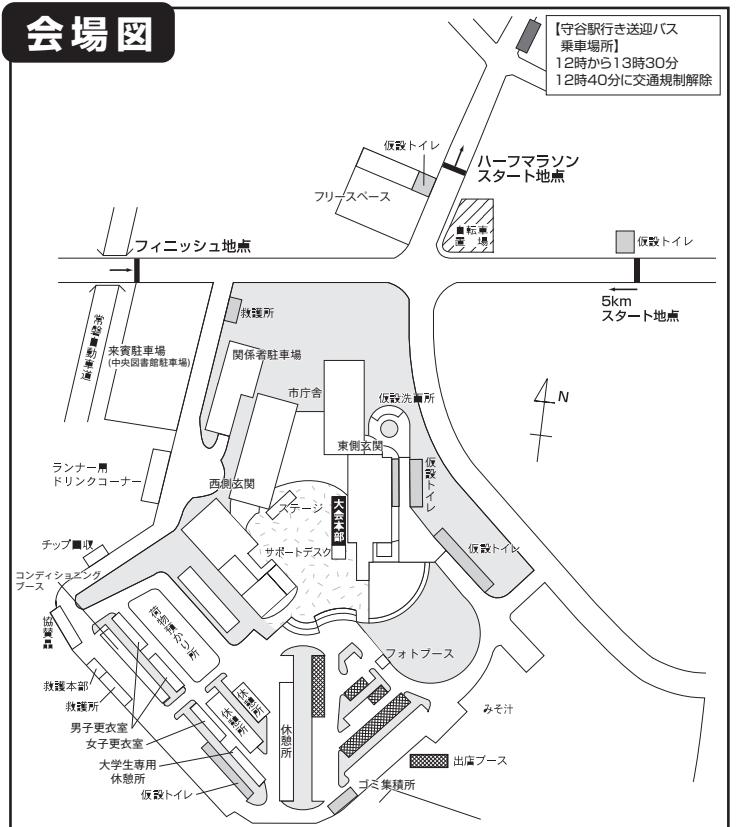 会場図
【守谷駅行き送迎バス
乗車場所】
12時から13時30分
12時40分に交通規制解除
仮設トイレ
ハーフマラソン
スタート地点
フリースペース
自転車
置場
仮設トイレ
フィニッシュ地点
5km
スタート地点
救護所
常磐自動車道
来賓駐車場
(中央図書館駐車場)
関係者駐車場
市庁舎
仮設洗面所
N
東側玄関
ランナー用
ドリンクコーナー
西側玄関
仮設トイレ
ステージ
大会本部
サポートデスク
仮設トイレ
チップ回収
コンディショニング
ブース
荷物預かり所
協賛品
フォトブース
救護本部
救護所
休憩所
休憩所
休憩所
みそ汁
男子更衣室
女子更衣室
大学生専用
休憩所
出店ブース
仮設トイレ
ゴミ集積所